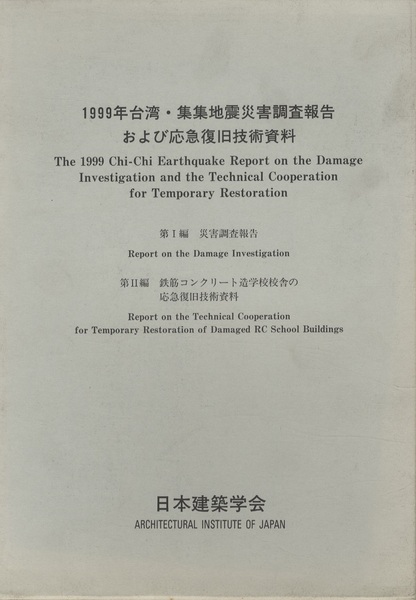 1999年台湾・集集地震災害調査報告
および応急復旧技術資料
The 1999 Chi-Chi Earthquake Report on the Damage
Investigation and the Technical Cooperation
for Temporary Restoration
第Ⅰ編 災害調査報告
Report on the Damage Investigation
第Ⅱ編 鉄筋コンクリート造学校校舎の
応急復旧技術資料
Report on the Technical Cooperation
for Temporary Restoration of Damaged RC School Buildings
日本建築学会
ARCHITECTURAL INSTITUTE OF JAPAN